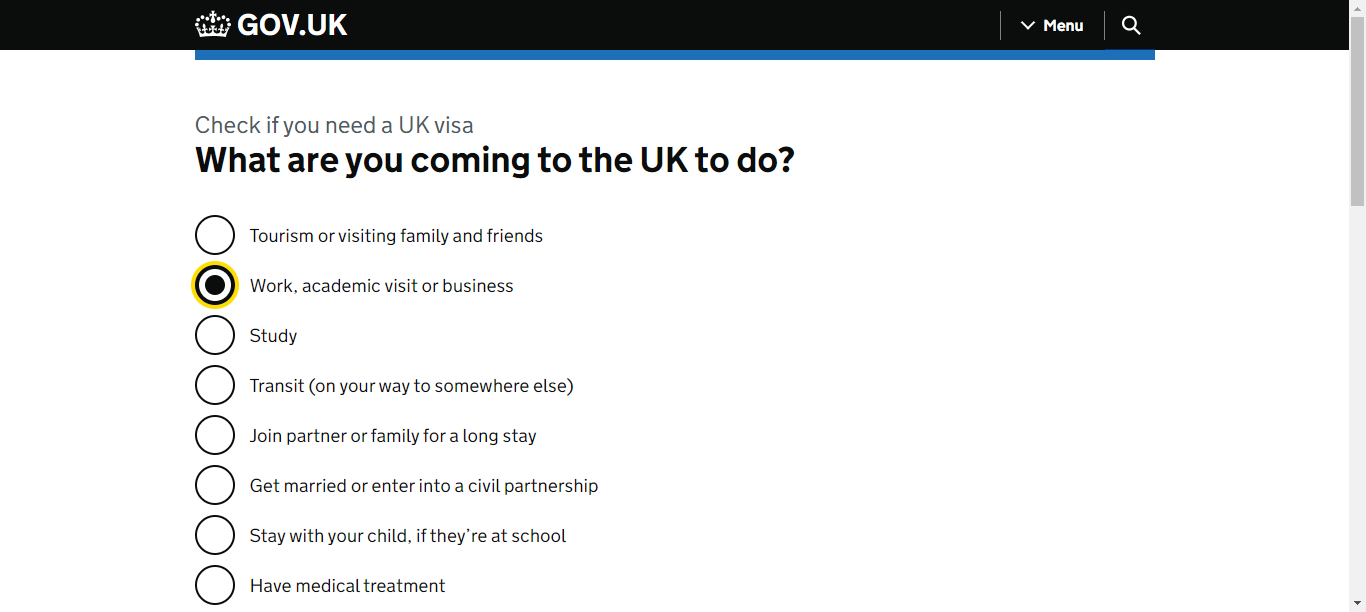 GOV.UK
Menu
Check if you need a UK visa
What are you coming to the UK to do?
Tourism or visiting family and friends
Work, academic visit or business
Study
Transit (on your way to somewhere else)
Join partner or family for a long stay
Get married or enter into a civil partnership
Stay with your child, if they’re at school
Have medical treatment